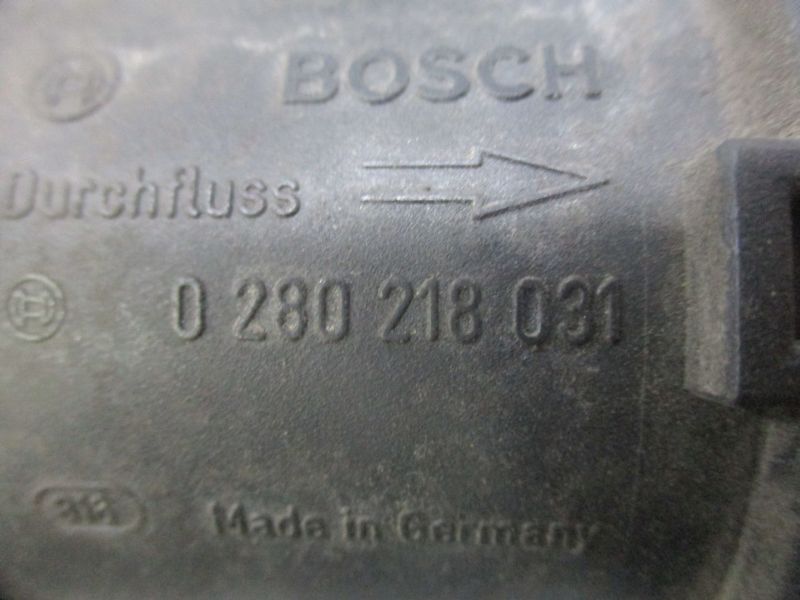 BOSCH
Durchfluss
0 280 218 031
Made in Germany